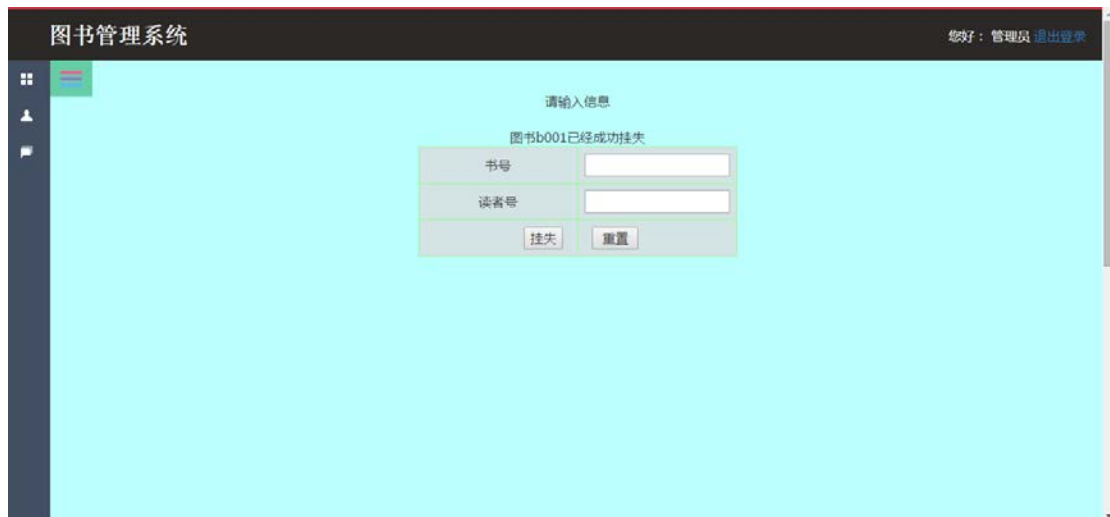 图书管理系统
您好：管理员 退出登录
请输入信息
图书b001已经成功挂失
书号
读者号
挂失 重置